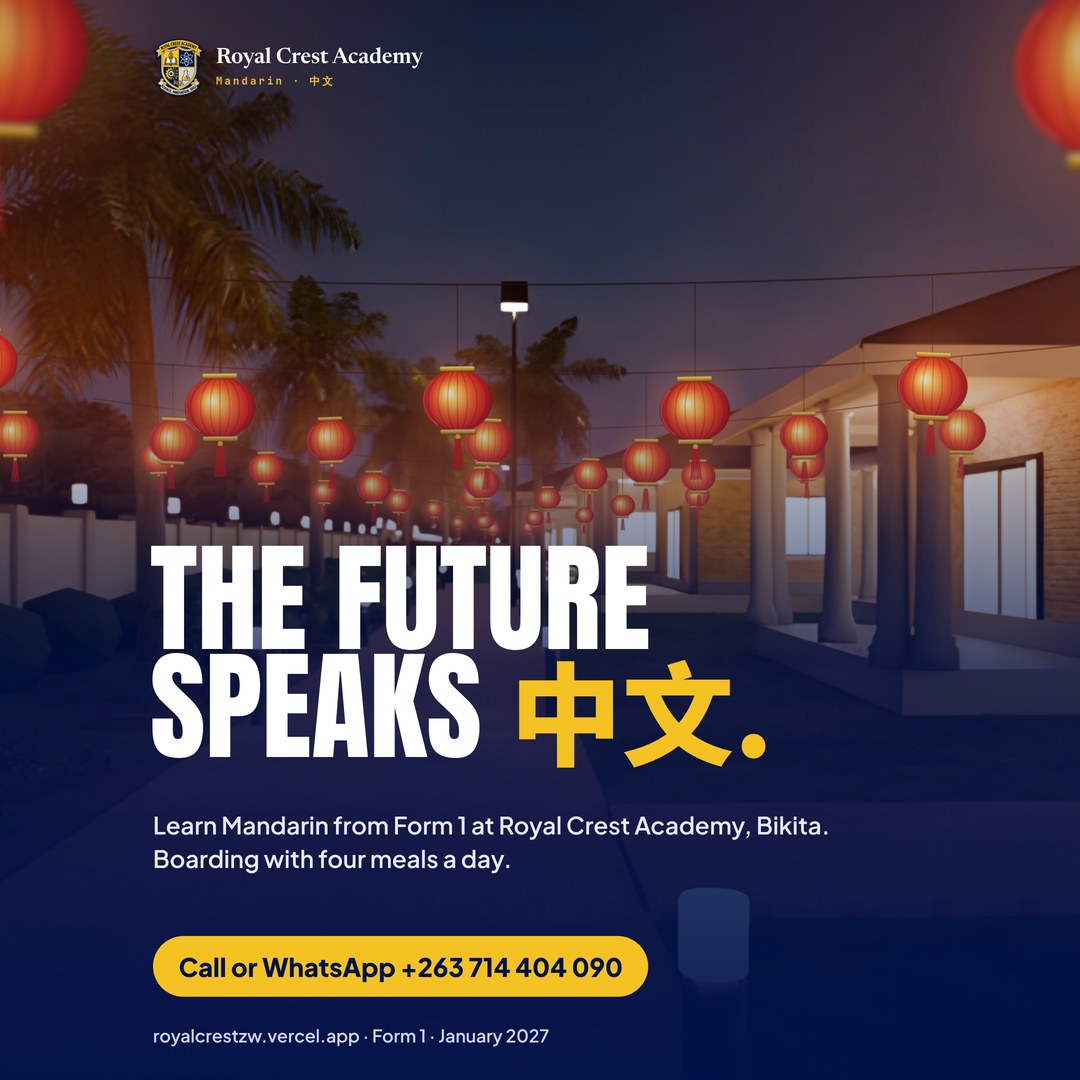 Royal Crest Academy
Mandarin · 中文
THE FUTURE
SPEAKS 中文.
Learn Mandarin from Form 1 at Royal Crest Academy, Bikita.
Boarding with four meals a day.
Call or WhatsApp +263 714 404 090
royalcrestzw.vercel.app · Form 1 · January 2027